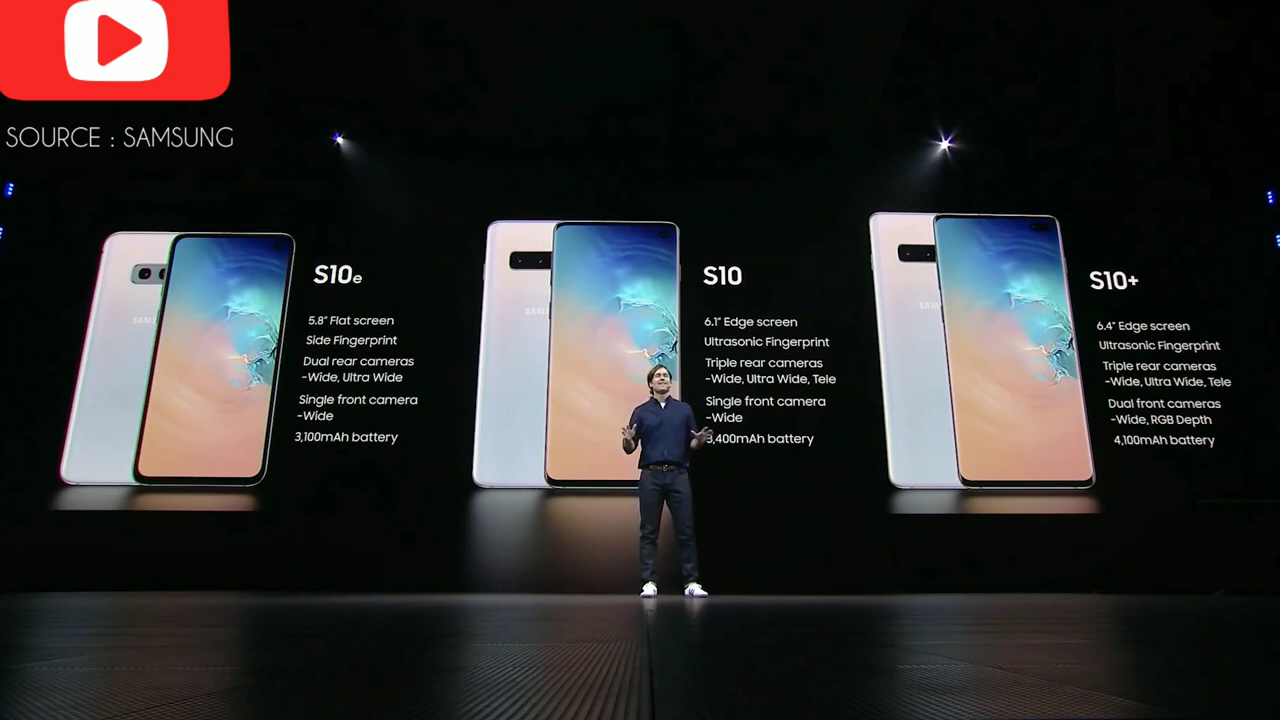 SOURCE : SAMSUNG
S10e
5.8" Flat screen
Side Fingerprint
Dual rear cameras
-Wide, Ultra Wide
Single front camera
-Wide
3,100mAh battery
S10
6.1" Edge screen
Ultrasonic Fingerprint
Triple rear cameras
-Wide, Ultra Wide, Tele
Single front camera
-Wide
3,400mAh battery
S10+
6.4" Edge screen
Ultrasonic Fingerprint
Triple rear cameras
-Wide, Ultra Wide, Tele
Dual front cameras
-Wide, RGB Depth
4,100mAh battery